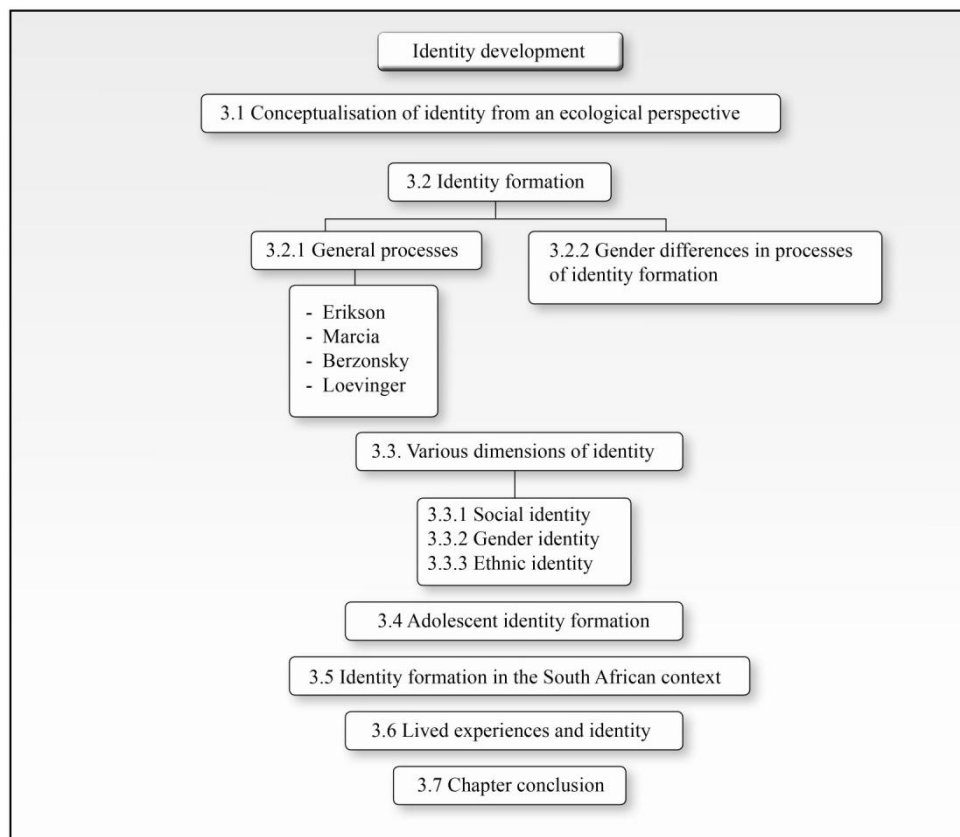 Identity development
3.1 Conceptualisation of identity from an ecological perspective
3.2 Identity formation
3.2.1 General processes
3.2.2 Gender differences in processes
of identity formation
- Erikson
- Marcia
- Berzonsky
- Loevinger
3.3. Various dimensions of identity
3.3.1 Social identity
3.3.2 Gender identity
3.3.3 Ethnic identity
3.4 Adolescent identity formation
3.5 Identity formation in the South African context
3.6 Lived experiences and identity
3.7 Chapter conclusion